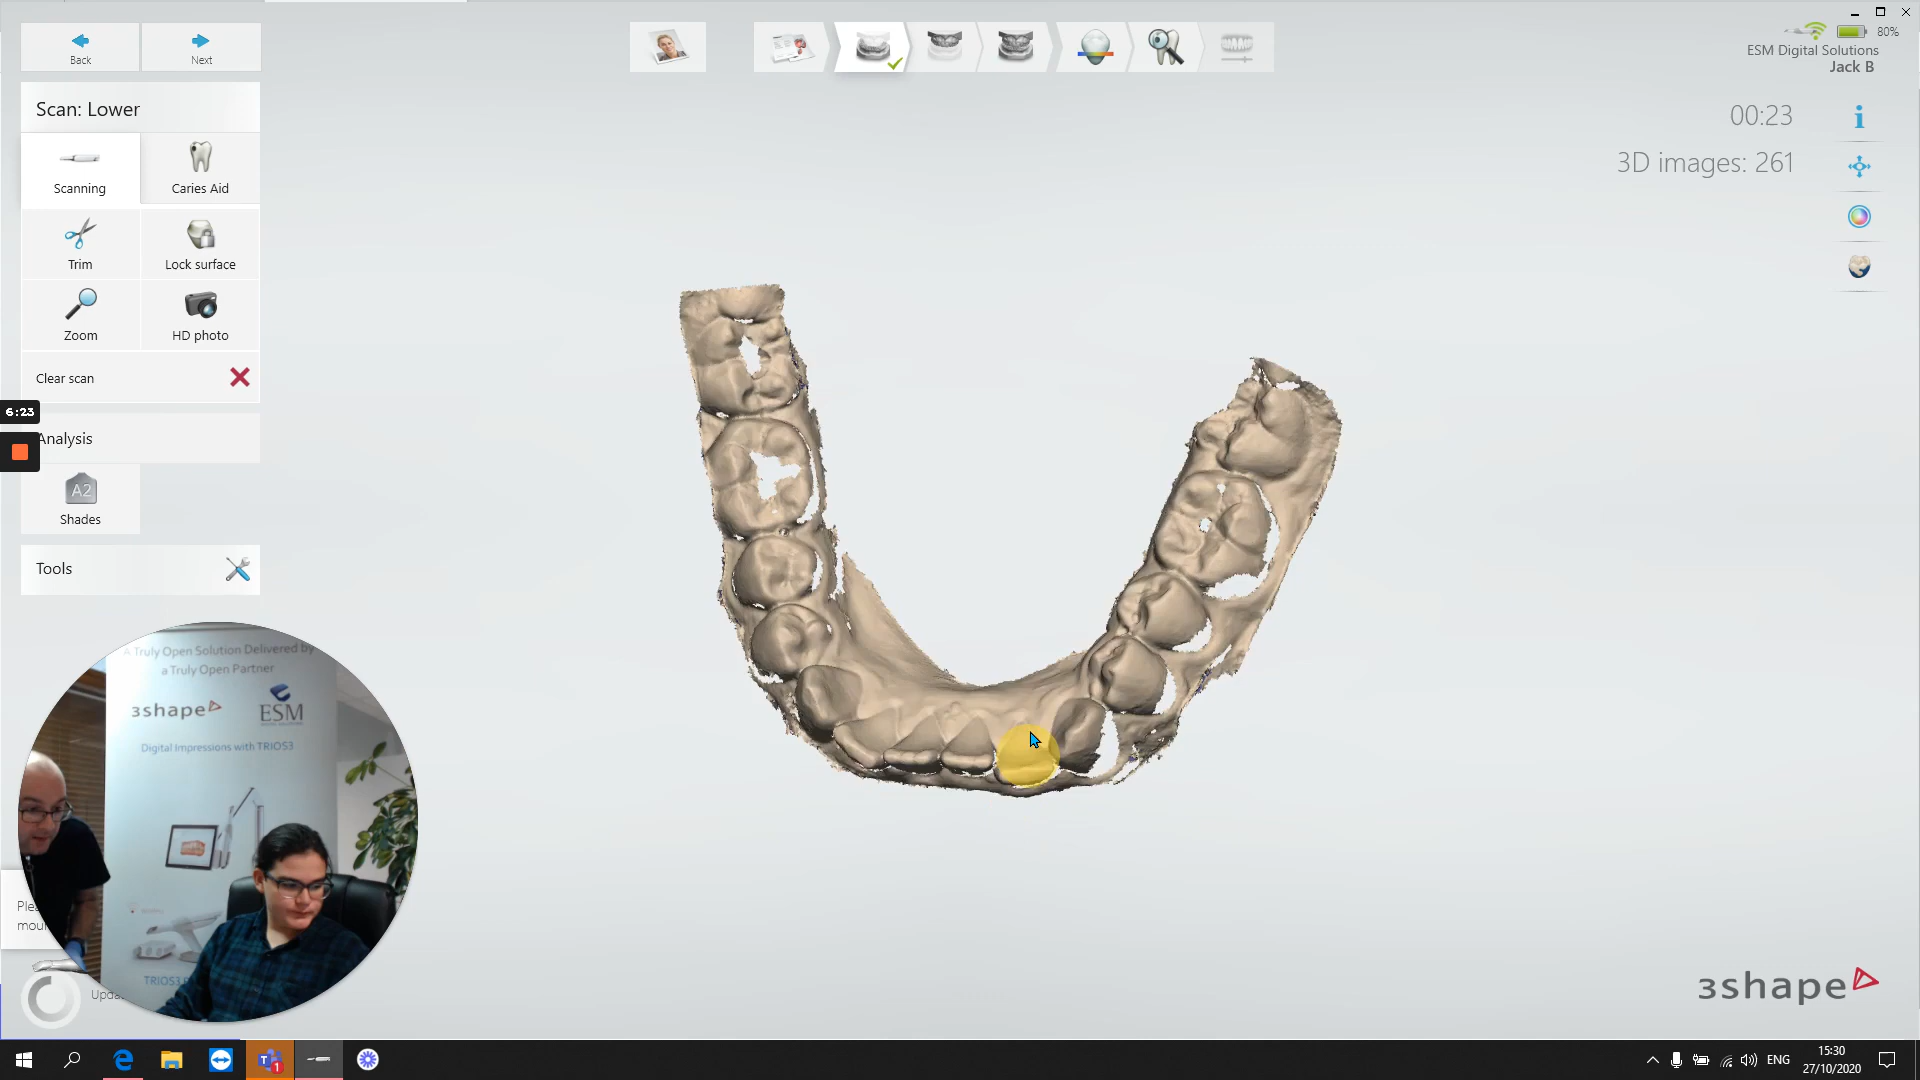 Back
Next
80%
ESM Digital Solutions
Jack B
Scan: Lower
00:23
3D images: 261
Scanning
Caries Aid
Trim
Lock surface
Zoom
HD photo
Clear scan
6:23
Analysis
A2
Shades
Tools
A Truly Open Solution Delivered by
a Truly Open Partner
3shape
ESM
Digital Impressions with TRIOS3
TRIOS3
3shape
ENG
15:30
27/10/2020
T
1